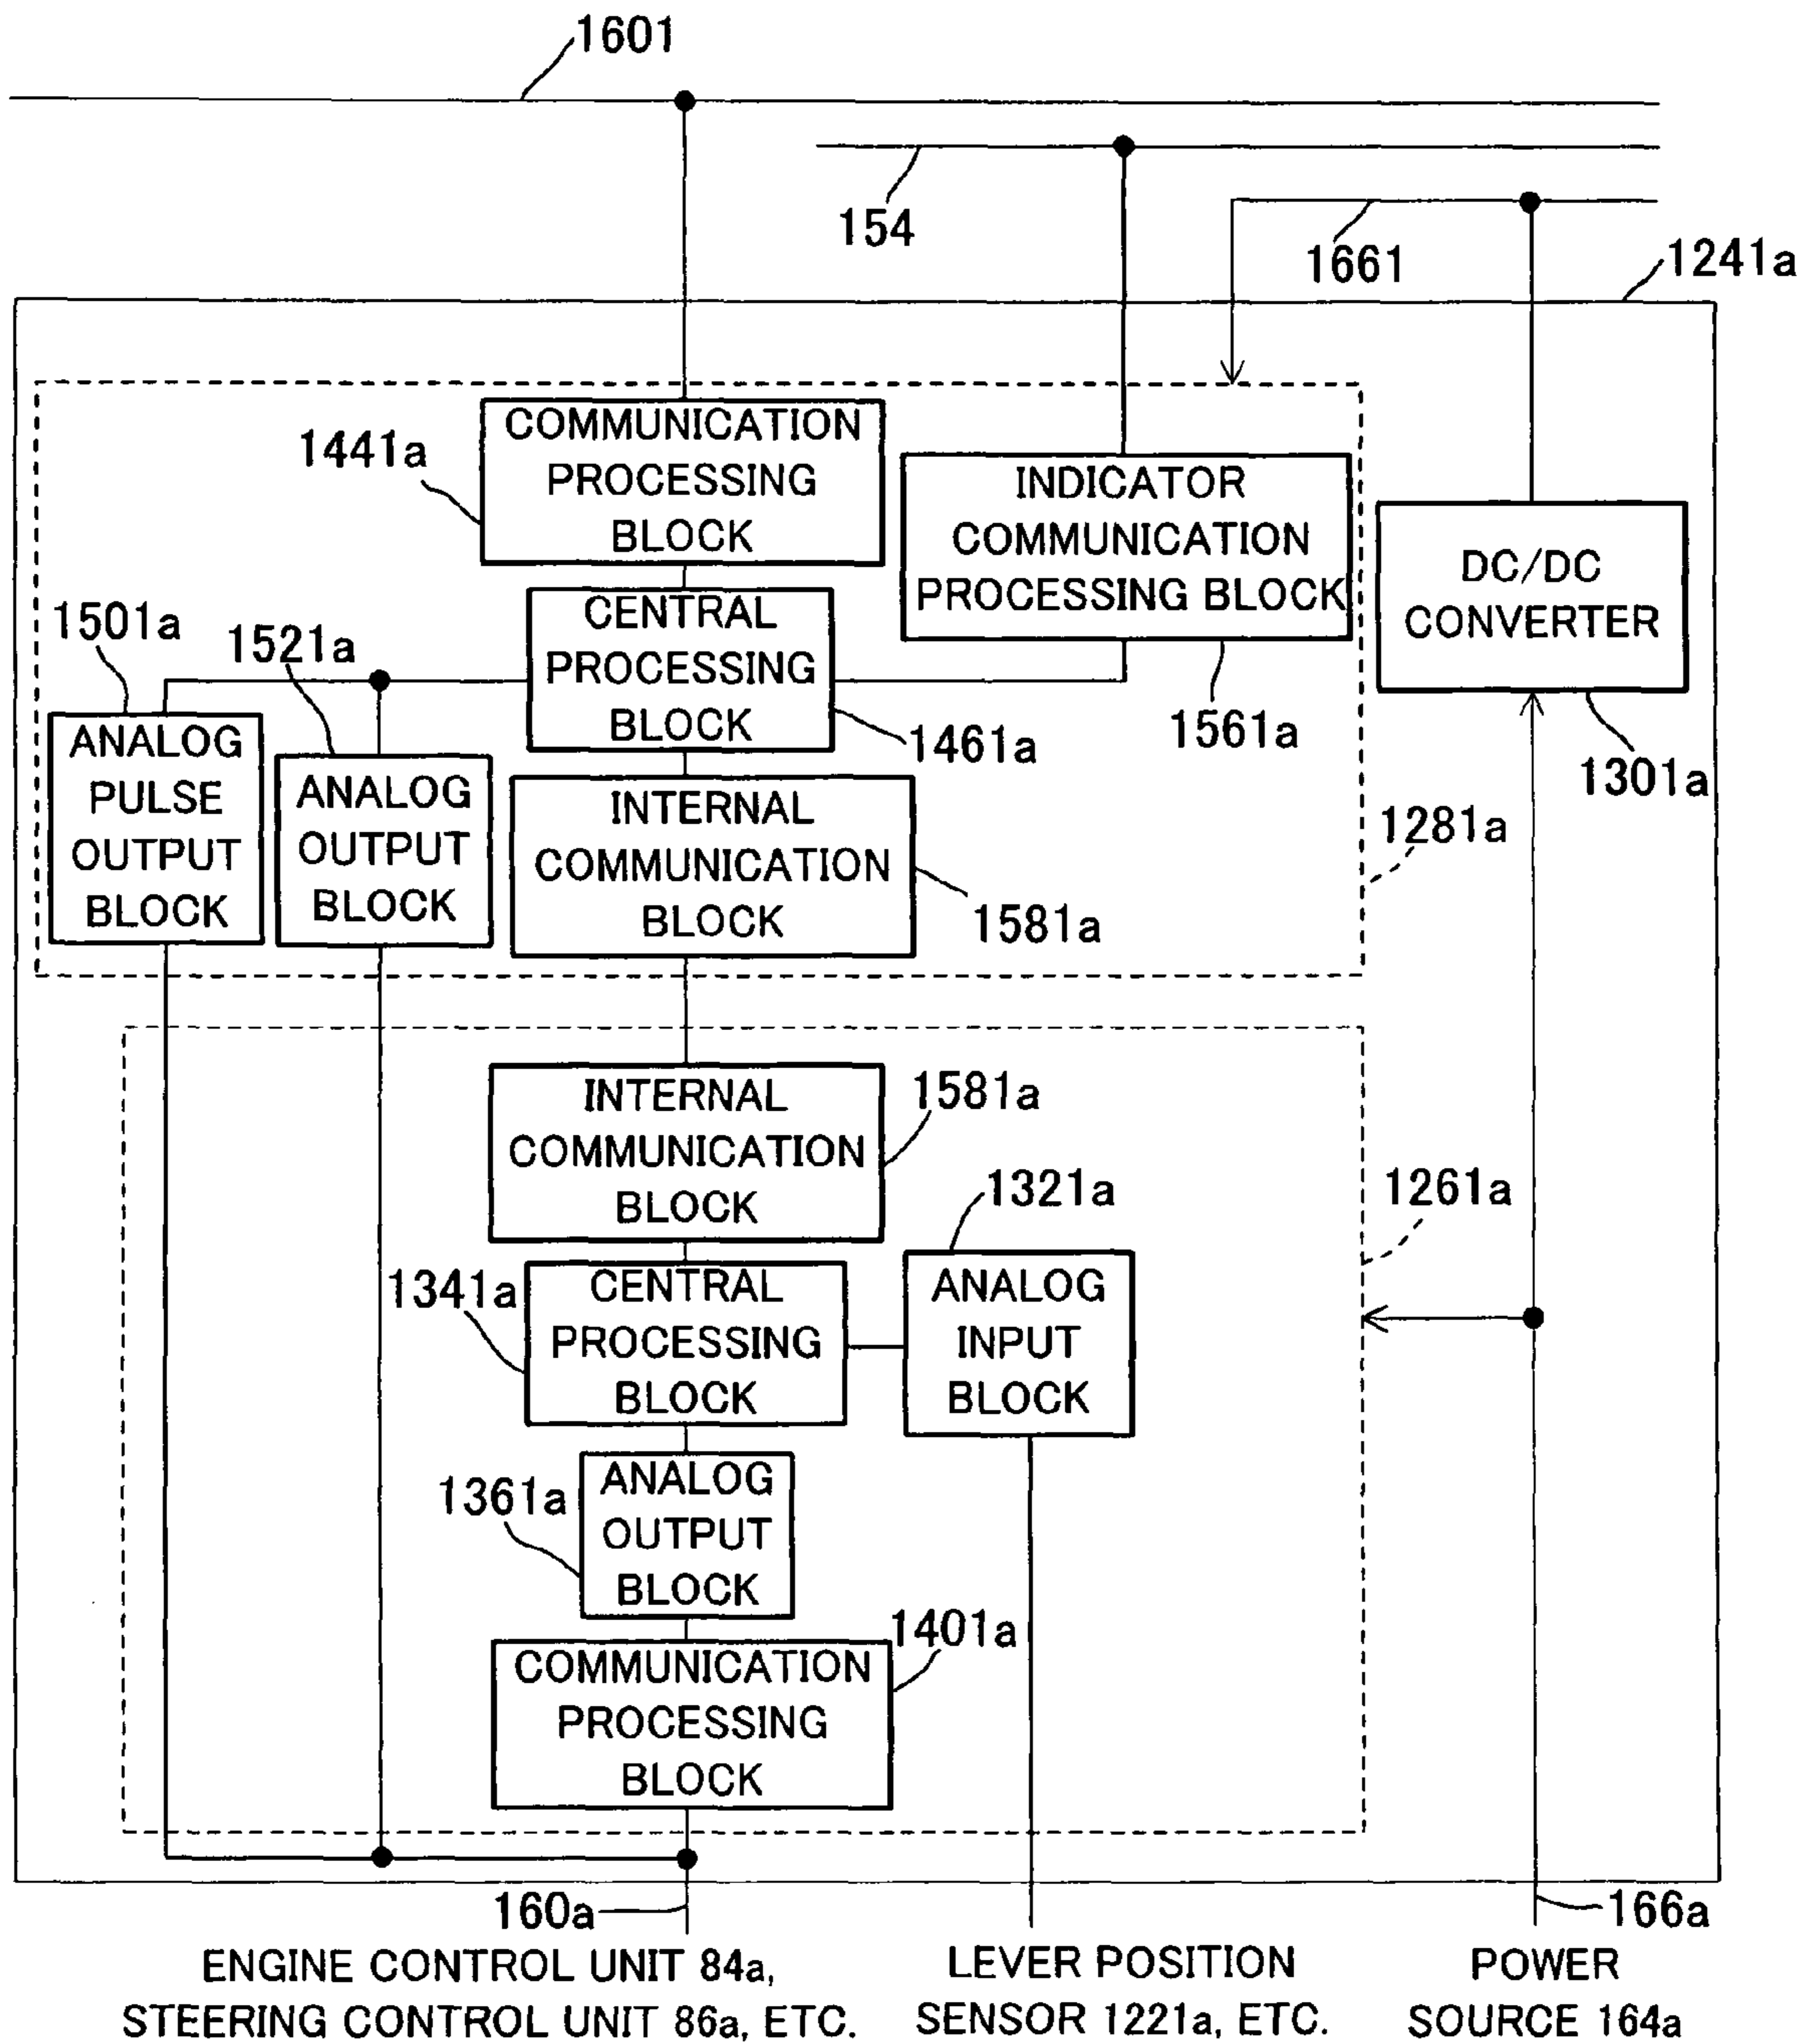 1601
154
1661
1241a
1441a
COMMUNICATION
PROCESSING
BLOCK
INDICATOR
COMMUNICATION
PROCESSING BLOCK
DC/DC
CONVERTER
1501a
1521a
CENTRAL
PROCESSING
BLOCK
1461a
1561a
1301a
ANALOG
PULSE
OUTPUT
BLOCK
ANALOG
OUTPUT
BLOCK
INTERNAL
COMMUNICATION
BLOCK
1281a
1581a
INTERNAL
COMMUNICATION
BLOCK
1581a
1321a
1261a
1341a
CENTRAL
PROCESSING
BLOCK
ANALOG
INPUT
BLOCK
1361a
ANALOG
OUTPUT
BLOCK
1401a
COMMUNICATION
PROCESSING
BLOCK
160a
166a
ENGINE CONTROL UNIT 84a,
STEERING CONTROL UNIT 86a, ETC.
LEVER POSITION
SENSOR 1221a, ETC.
POWER
SOURCE 164a